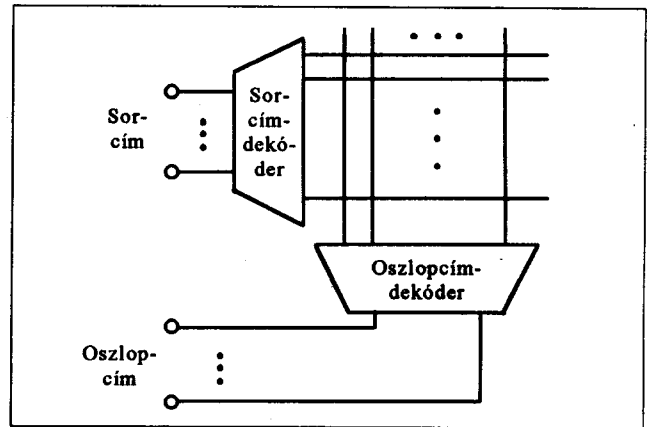 Sor-
cím
Sor-
cím-
dekó-
der
Oszlopcím-
dekóder
Oszlop-
cím